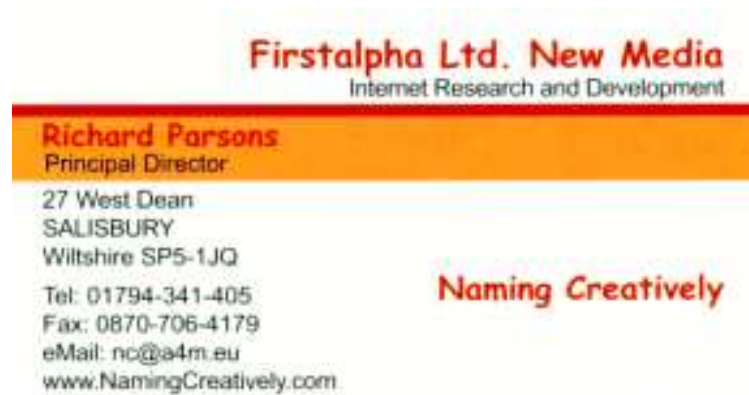 Firstalpha Ltd. New Media
Internet Research and Development
Richard Parsons
Principal Director
27 West Dean
SALISBURY
Wiltshire SP5-1JQ
Tel: 01794-341-405
Fax: 0870-706-4179
eMail: nc@a4m.eu
www.NamingCreatively.com
Naming Creatively